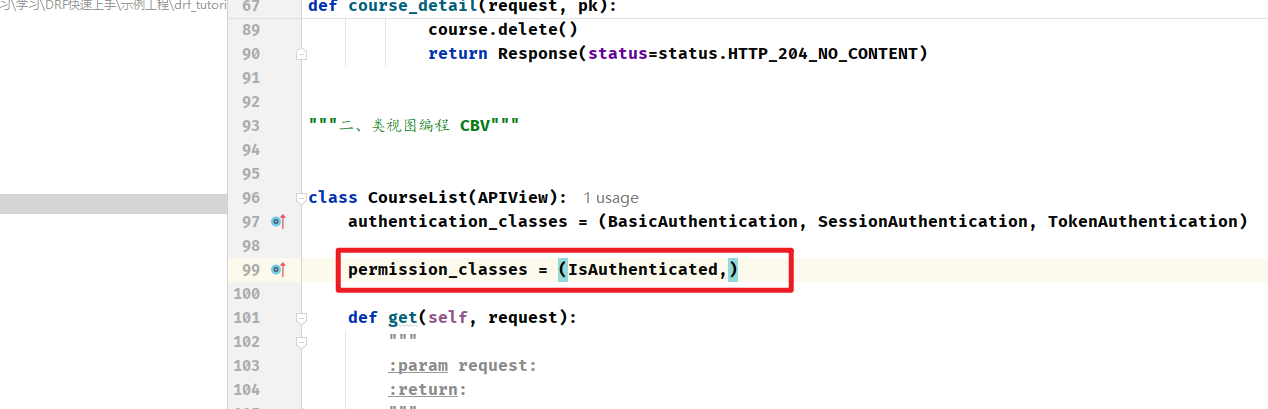 习\学习\DRF快速上手\示例工程\drf_tutori
67 def course_detail(request, pk):
89 course.delete()
90 return Response(status=status.HTTP_204_NO_CONTENT)
91
92
93 """二、类视图编程 CBV"""
94
95
96 class CourseList(APIView): 1 usage
97 authentication_classes = (BasicAuthentication, SessionAuthentication, TokenAuthentication)
98
99 permission_classes = (IsAuthenticated,)
100
101 def get(self, request):
102 """
103 :param request:
104 :return:
"""